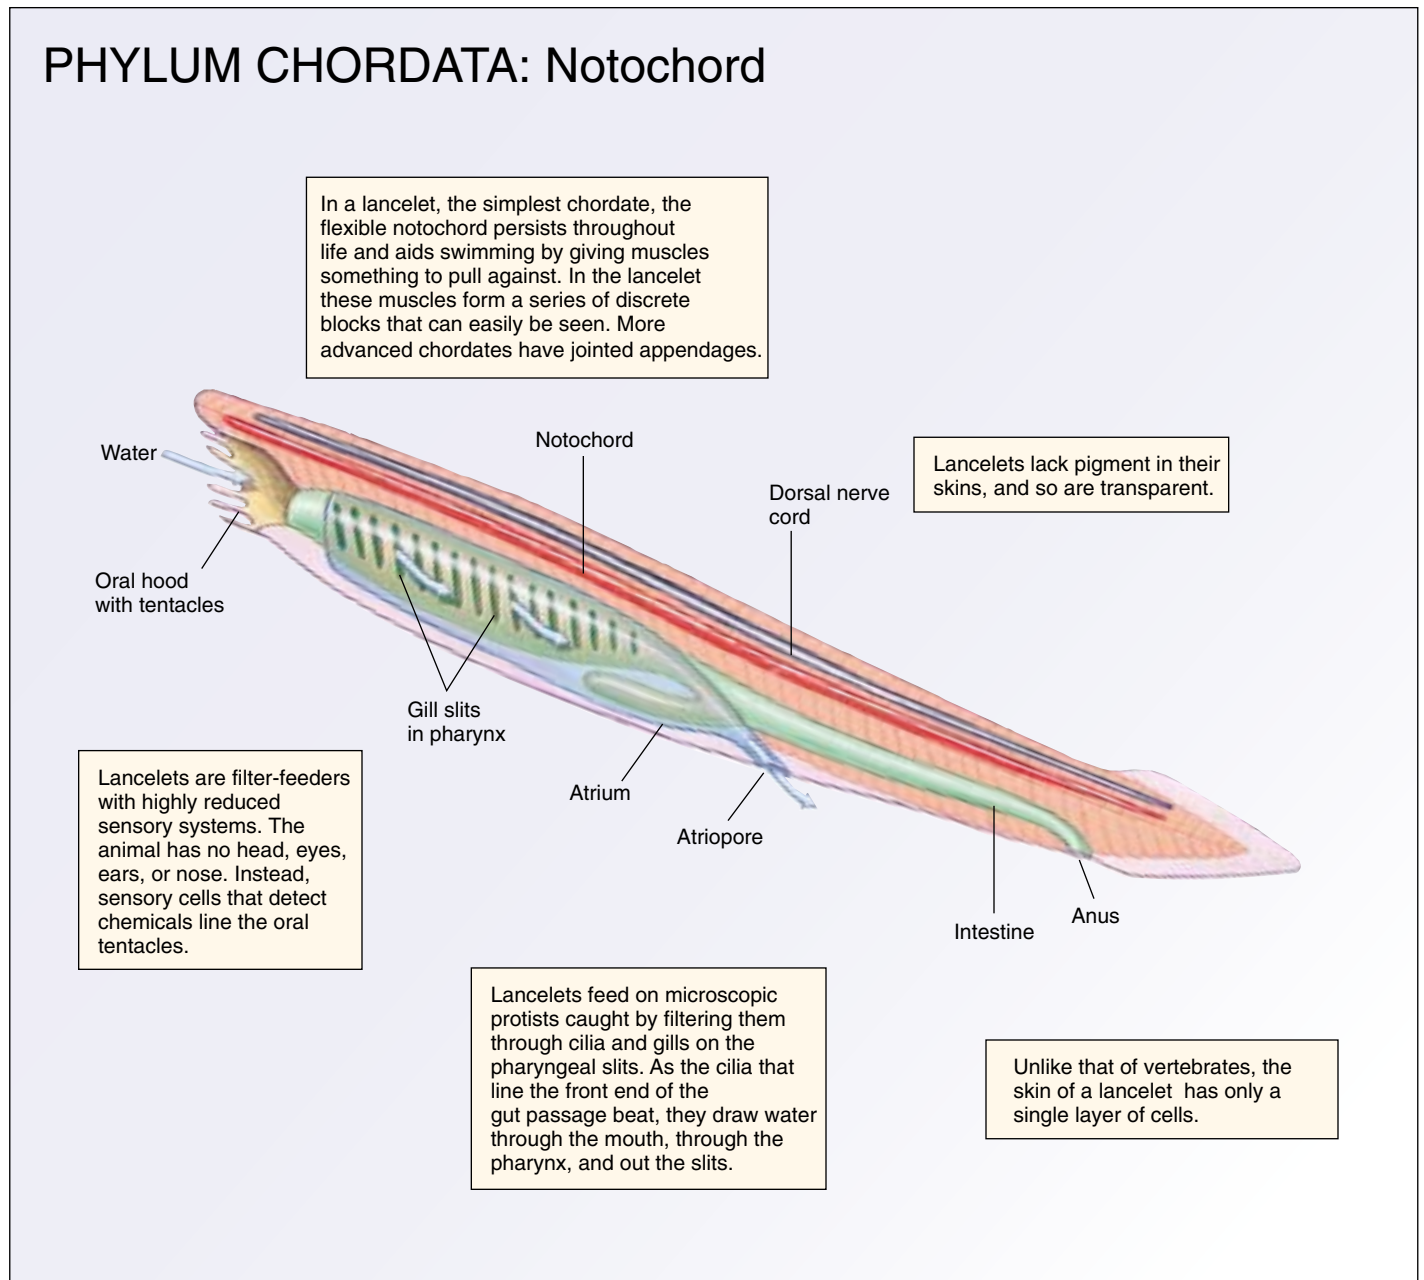 PHYLUM CHORDATA: Notochord
In a lancelet, the simplest chordate, the
flexible notochord persists throughout
life and aids swimming by giving muscles
something to pull against. In the lancelet
these muscles form a series of discrete
blocks that can easily be seen. More
advanced chordates have jointed appendages.
Water
Notochord
Lancelets lack pigment in their
skins, and so are transparent.
Dorsal nerve
cord
Oral hood
with tentacles
Gill slits
in pharynx
Atrium
Atriopore
Lancelets are filter-feeders
with highly reduced
sensory systems. The
animal has no head, eyes,
ears, or nose. Instead,
sensory cells that detect
chemicals line the oral
tentacles.
Anus
Intestine
Lancelets feed on microscopic
protists caught by filtering them
through cilia and gills on the
pharyngeal slits. As the cilia that
line the front end of the
gut passage beat, they draw water
through the mouth, through the
pharynx, and out the slits.
Unlike that of vertebrates, the
skin of a lancelet  has only a
single layer of cells.